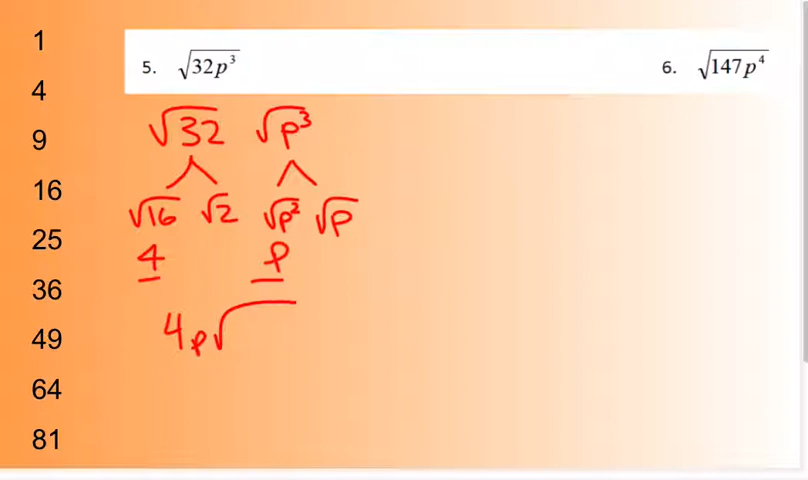 1
4
9
16
25
36
49
64
81
5. √32p³
6. √147p⁴
√32 √p³
√16 √2 √p² √p
4 p
4p√